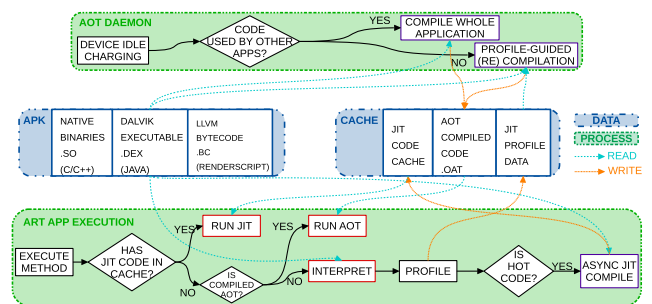 AOT DAEMON
DEVICE IDLE
CHARGING
CODE
USED BY OTHER
APPS?
YES
NO
COMPILE WHOLE
APPLICATION
PROFILE-GUIDED
(RE) COMPILATION
APK
NATIVE
BINARIES
.SO
(C/C++)
DALVIK
EXECUTABLE
.DEX
(JAVA)
LLVM
BYTECODE
.BC
(RENDERSCRIPT)
CACHE
JIT
CODE
CACHE
AOT
COMPILED
CODE
.OAT
JIT
PROFILE
DATA
DATA
PROCESS
READ
WRITE
ART APP EXECUTION
EXECUTE
METHOD
HAS
JIT CODE IN
CACHE?
YES
NO
RUN JIT
IS
COMPILED
AOT?
YES
NO
RUN AOT
INTERPRET
PROFILE
IS
HOT
CODE?
YES
ASYNC JIT
COMPILE